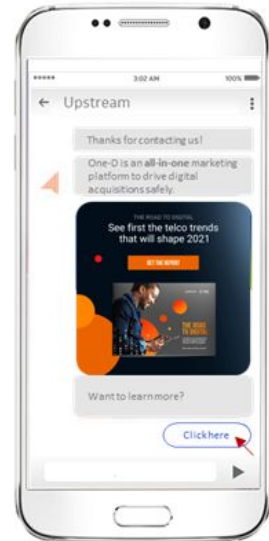 3:02 AM
100%
Upstream
Thanks for contacting us!
One-D is an all-in-one marketing
platform to drive digital
acquisitions safely.
THE ROAD TO DIGITAL
See first the telco trends
that will shape 2021
GET THE REPORT
THE ROAD
TO DIGITAL
Want to learn more?
Click here